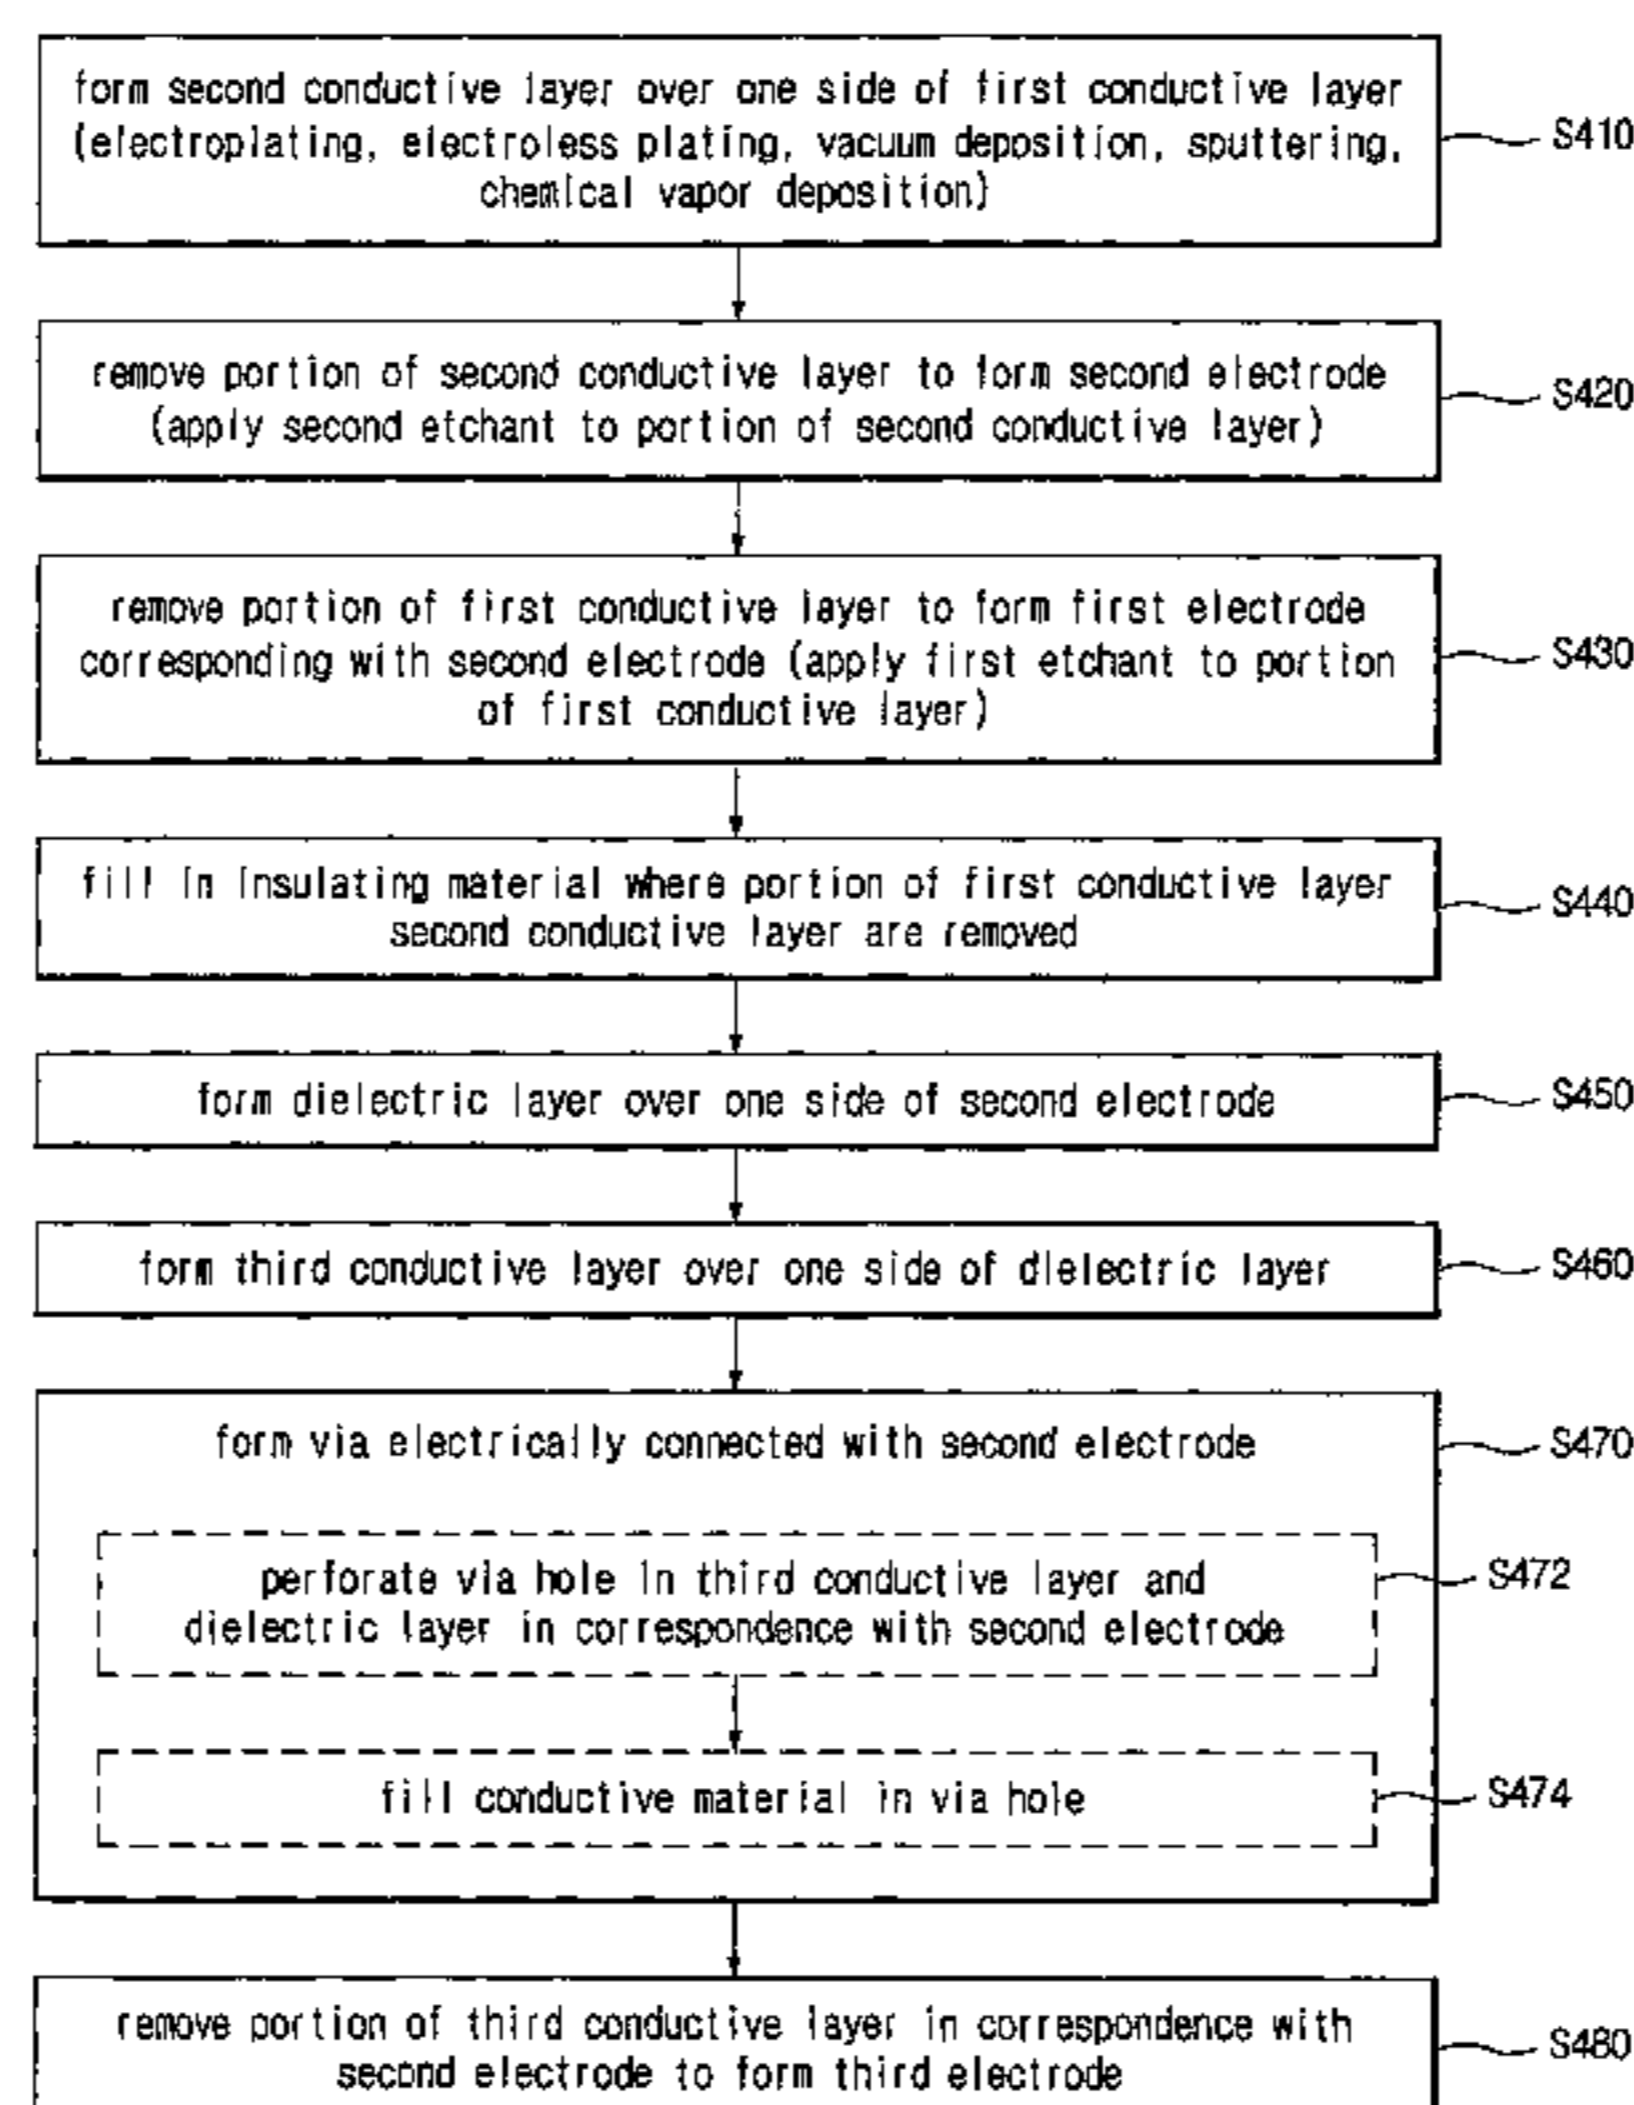 form second conductive layer over one side of first conductive layer
(electroplating, electroless plating, vacuum deposition, sputtering,
chemical vapor deposition)
S410
remove portion of second conductive layer to form second electrode
(apply second etchant to portion of second conductive layer)
S420
remove portion of first conductive layer to form first electrode
corresponding with second electrode (apply first etchant to portion
of first conductive layer)
S430
fill in insulating material where portion of first conductive layer
second conductive layer are removed
S440
form dielectric layer over one side of second electrode
S450
form third conductive layer over one side of dielectric layer
S460
form via electrically connected with second electrode
S470
perforate via hole in third conductive layer and
dielectric layer in correspondence with second electrode
S472
fill conductive material in via hole
S474
remove portion of third conductive layer in correspondence with
second electrode to form third electrode
S480